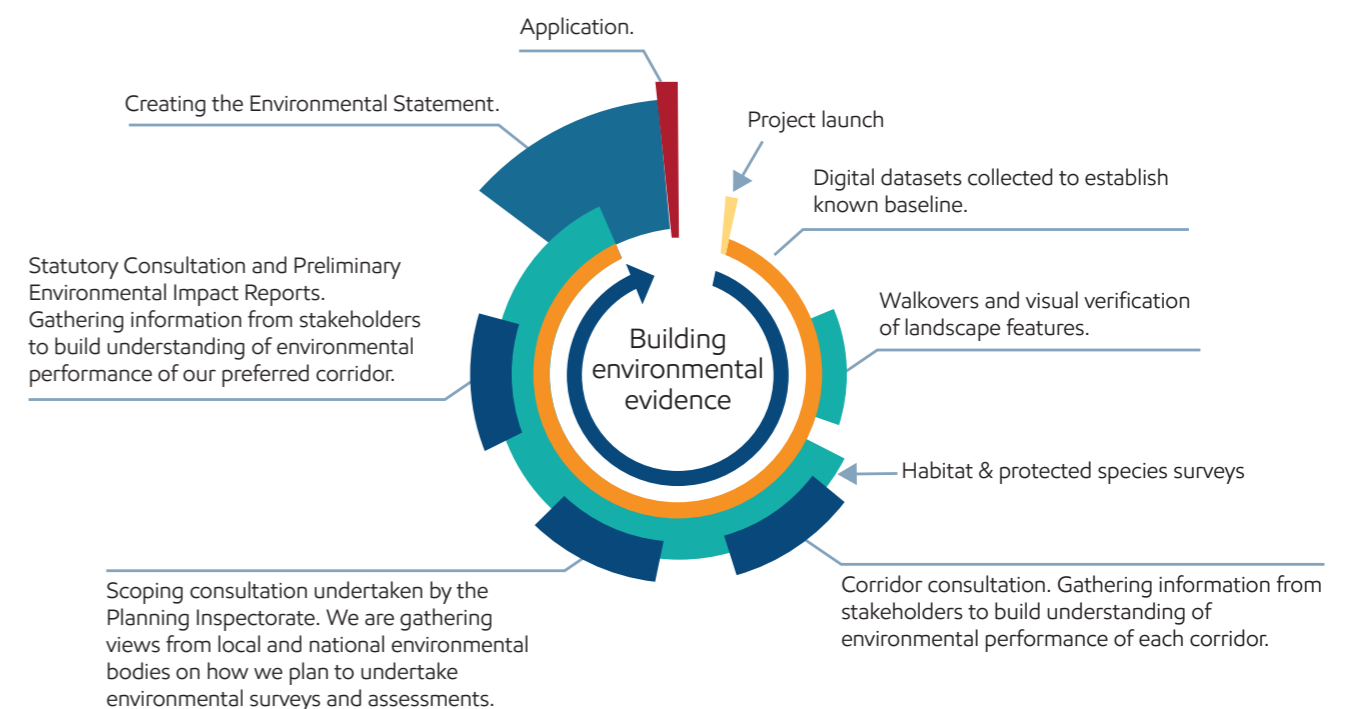 Application.
Creating the Environmental Statement.
Project launch
Digital datasets collected to establish
known baseline.
Statutory Consultation and Preliminary
Environmental Impact Reports.
Gathering information from stakeholders
to build understanding of environmental
performance of our preferred corridor.
Walkovers and visual verification
of landscape features.
Building
environmental
evidence
Habitat & protected species surveys
Scoping consultation undertaken by the
Planning Inspectorate. We are gathering
views from local and national environmental
bodies on how we plan to undertake
environmental surveys and assessments.
Corridor consultation. Gathering information from
stakeholders to build understanding of
environmental performance of each corridor.